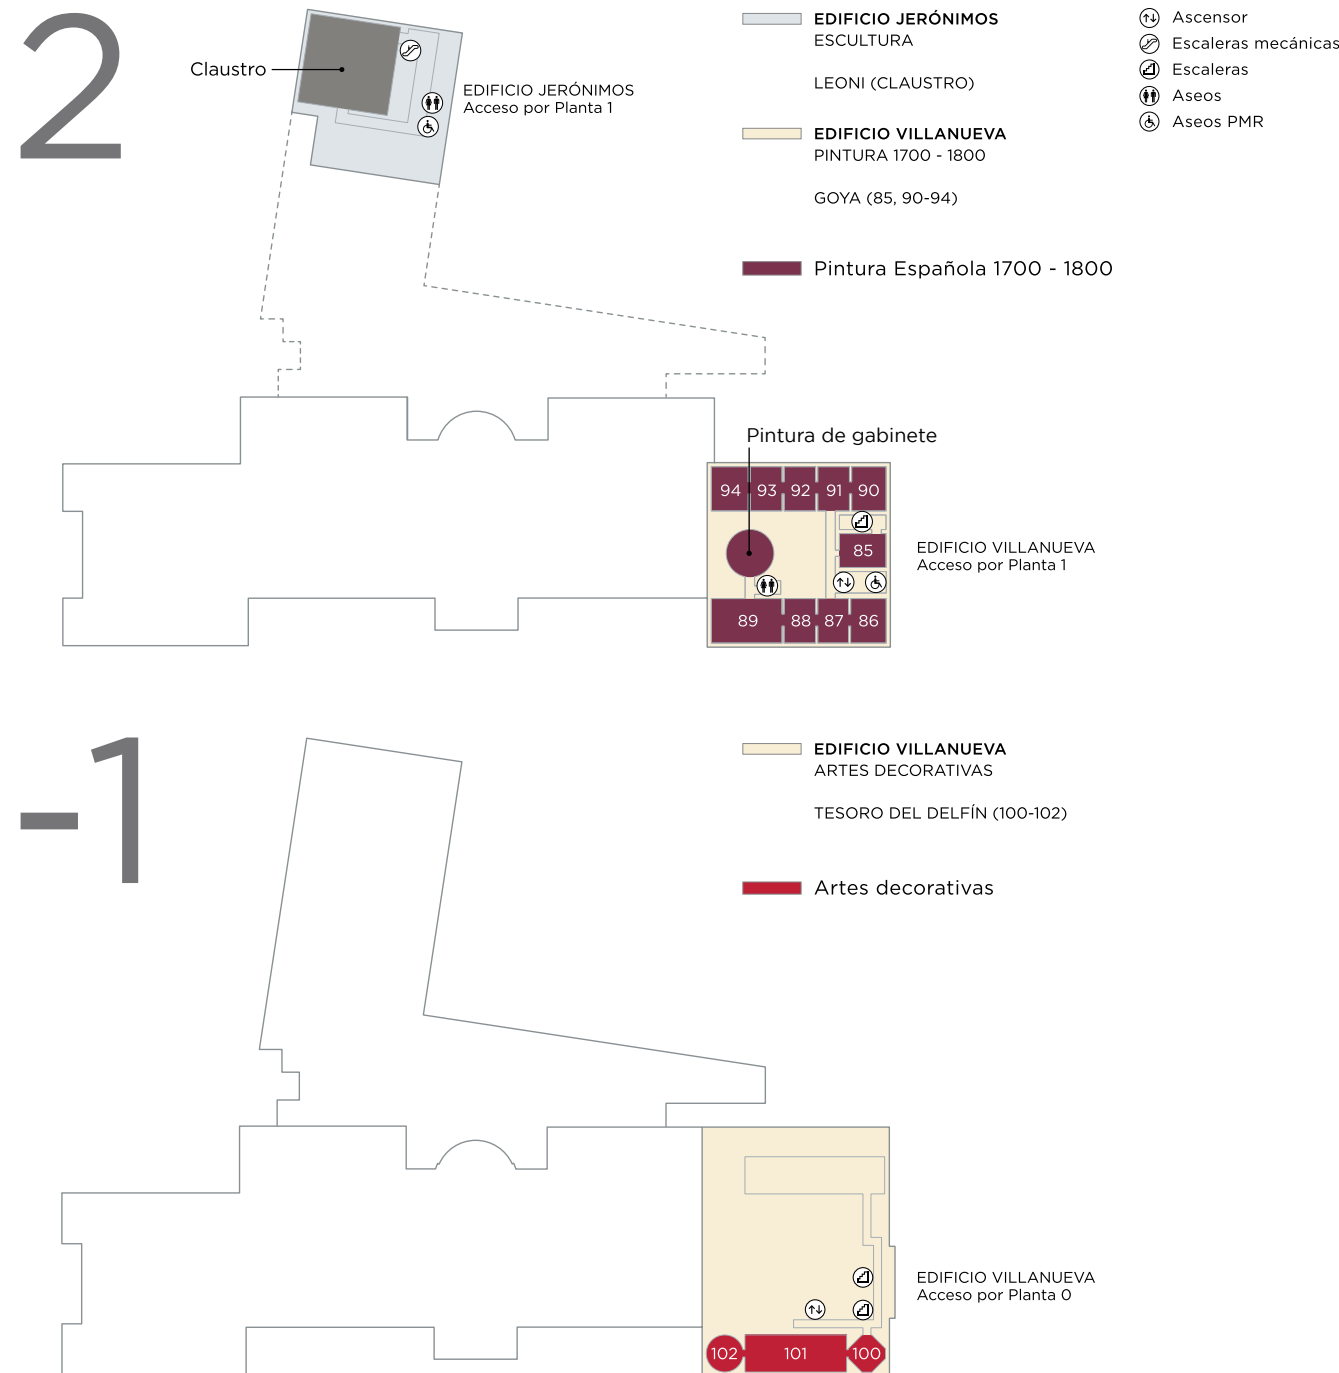 2
Claustro
EDIFICIO JERÓNIMOS
Acceso por Planta 1
EDIFICIO JERÓNIMOS
ESCULTURA
LEONI (CLAUSTRO)
EDIFICIO VILLANUEVA
PINTURA 1700 - 1800
GOYA (85, 90-94)
Pintura Española 1700 - 1800
Ascensor
Escaleras mecánicas
Escaleras
Aseos
Aseos PMR
Pintura de gabinete
94 93 92 91 90
85
89 88 87 86
EDIFICIO VILLANUEVA
Acceso por Planta 1
-1
EDIFICIO VILLANUEVA
ARTES DECORATIVAS
TESORO DEL DELFÍN (100-102)
Artes decorativas
EDIFICIO VILLANUEVA
Acceso por Planta 0
102 101 100